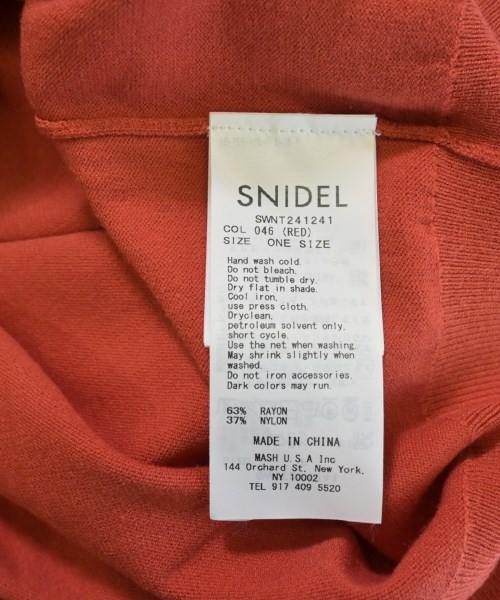 SNIDEL
SWNT241241
COL 046 (RED)
SIZE ONE SIZE
Hand wash cold.
Do not bleach.
Do not tumble dry.
Dry flat in shade.
Cool iron,
use press cloth.
Dryclean,
petroleum solvent only.
short cycle.
Use the net when washing.
May shrink slightly when
washed.
Do not iron accessories.
Dark colors may run.
63% RAYON
37% NYLON
MADE IN CHINA
MASH U.S.A Inc
144 Orchard St, New York,
NY 10002
TEL 917 409 5520